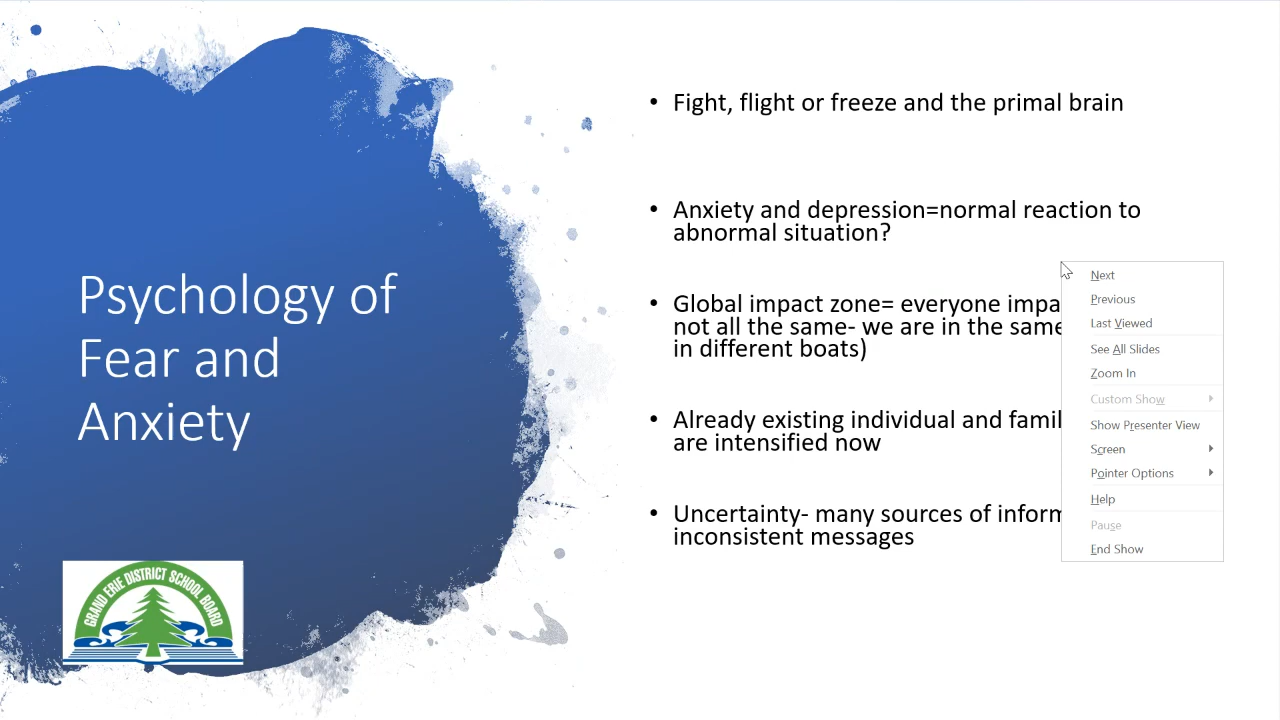 Psychology of
Fear and
Anxiety
GRAND ERIE DISTRICT SCHOOL BOARD
• Fight, flight or freeze and the primal brain
• Anxiety and depression=normal reaction to
abnormal situation?
• Global impact zone= everyone
not all the same- we are in the same
in different boats)
• Already existing individual and
are intensified now
• Uncertainty- many sources of
inconsistent messages
Next
Previous
Last Viewed
See All Slides
Zoom In
Custom Show
Show Presenter View
Screen
Pointer Options
Help
Pause
End Show